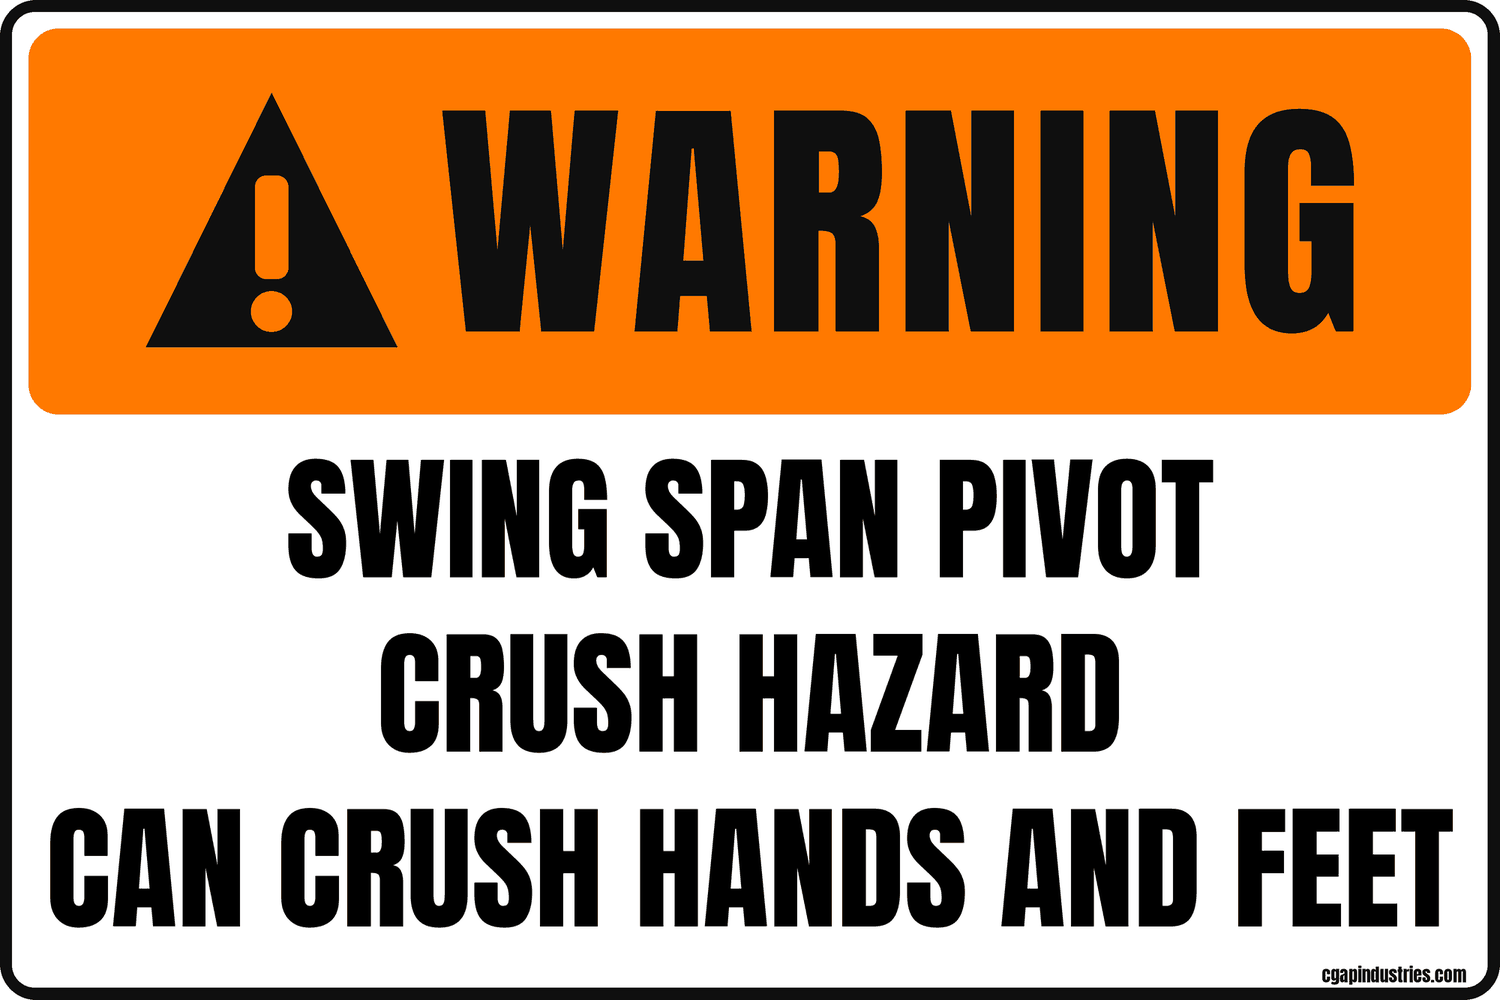 WARNING
SWING SPAN PIVOT
CRUSH HAZARD
CAN CRUSH HANDS AND FEET
cgapindustries.com